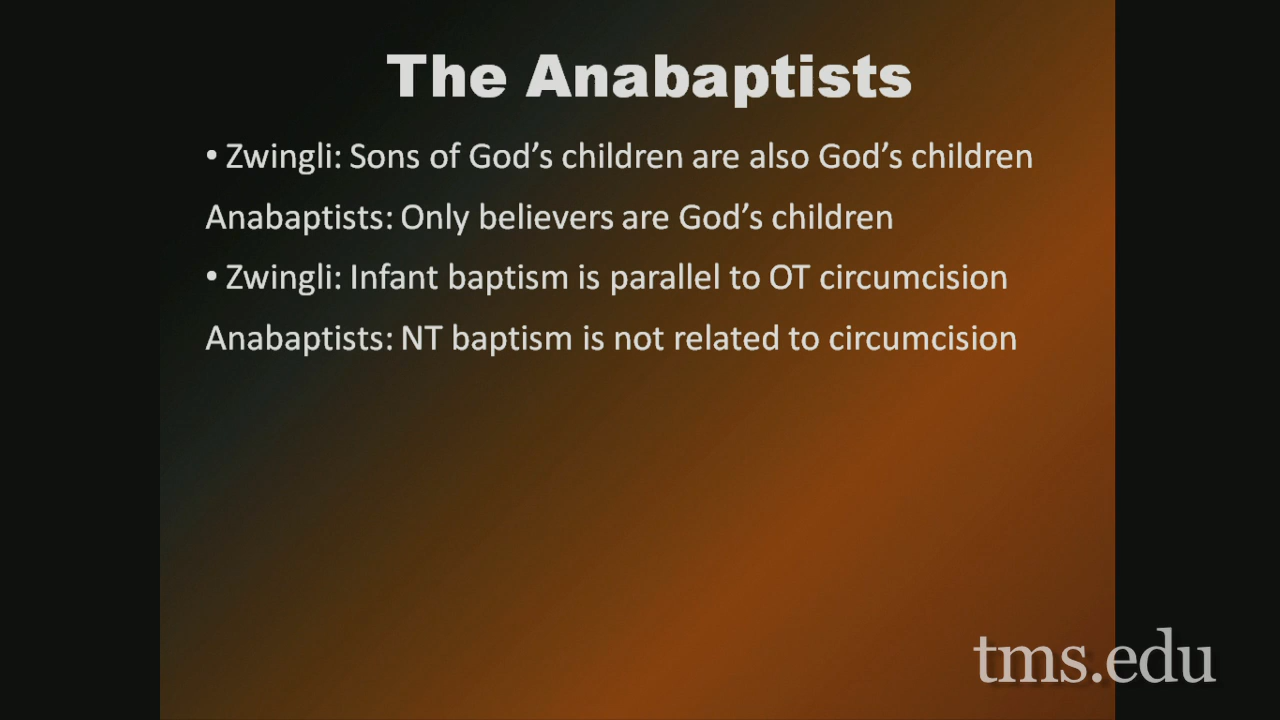 The Anabaptists
• Zwingli: Sons of God’s children are also God’s children
Anabaptists: Only believers are God’s children
• Zwingli: Infant baptism is parallel to OT circumcision
Anabaptists: NT baptism is not related to circumcision
tms.edu